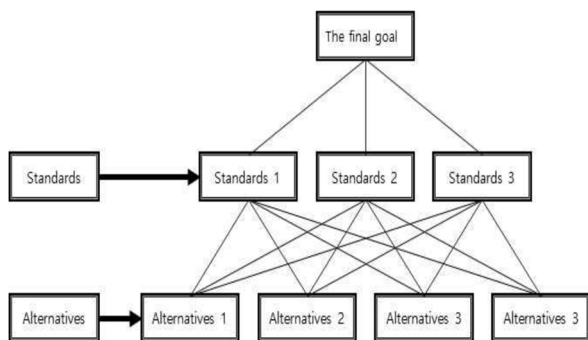 The final goal
Standards
Standards 1
Standards 2
Standards 3
Alternatives
Alternatives 1
Alternatives 2
Alternatives 3
Alternatives 3